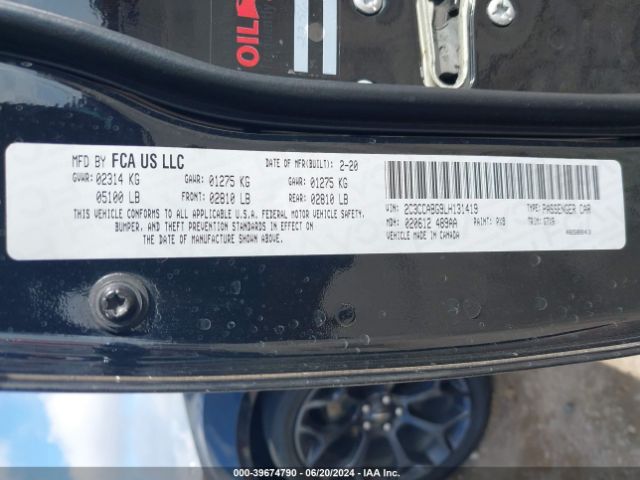 OIL
MFD BY FCA US LLC DATE OF MFR(BUILT): 2-20
GVWR: 02314 KG GAWR: 01275 KG GAWR: 01275 KG
05100 LB FRONT: 02810 LB REAR: 02810 LB
THIS VEHICLE CONFORMS TO ALL APPLICABLE U.S.A. FEDERAL MOTOR VEHICLE SAFETY,
BUMPER, AND THEFT PREVENTION STANDARDS IN EFFECT ON
THE DATE OF MANUFACTURE SHOWN ABOVE.
VIN: 2C3CCABG9LH131419 TYPE: PASSENGER CAR
MDH: 020612 489AA PAINT: PX8 TRIM: E7X9
VEHICLE MADE IN CANADA
000-39674790 - 06/20/2024 - IAA Inc.